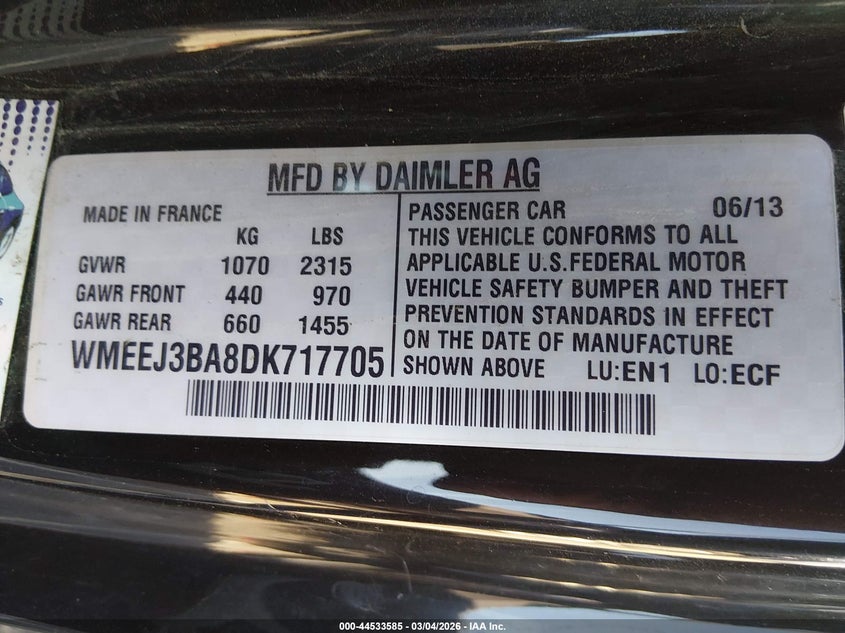 MFD BY DAIMLER AG
MADE IN FRANCE
KG LBS
GVWR 1070 2315
GAWR FRONT 440 970
GAWR REAR 660 1455
WMEEJ3BA8DK717705
PASSENGER CAR 06/13
THIS VEHICLE CONFORMS TO ALL
APPLICABLE U.S.FEDERAL MOTOR
VEHICLE SAFETY BUMPER AND THEFT
PREVENTION STANDARDS IN EFFECT
ON THE DATE OF MANUFACTURE
SHOWN ABOVE LU:EN1 LO:ECF
000-44533585 - 03/04/2026 - IAA Inc.